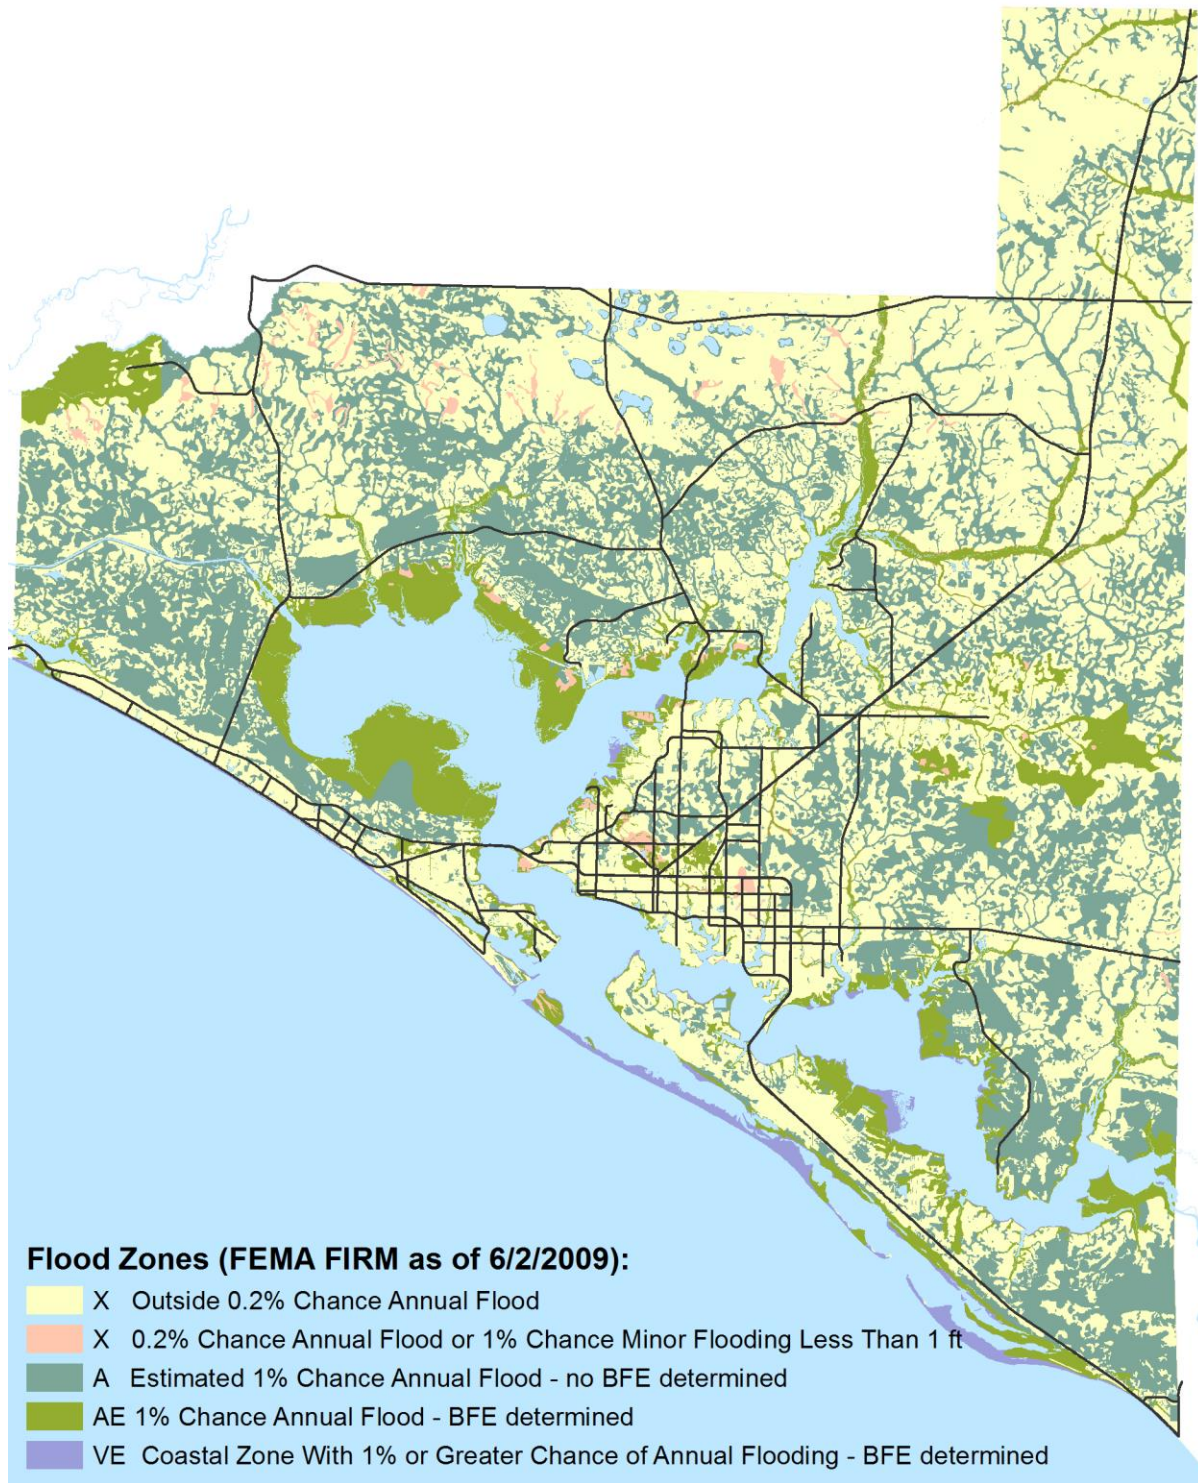 Flood Zones (FEMA FIRM as of 6/2/2009):
X Outside 0.2% Chance Annual Flood
X 0.2% Chance Annual Flood or 1% Chance Minor Flooding Less Than 1 ft
A Estimated 1% Chance Annual Flood - no BFE determined
AE 1% Chance Annual Flood - BFE determined
VE Coastal Zone With 1% or Greater Chance of Annual Flooding - BFE determined